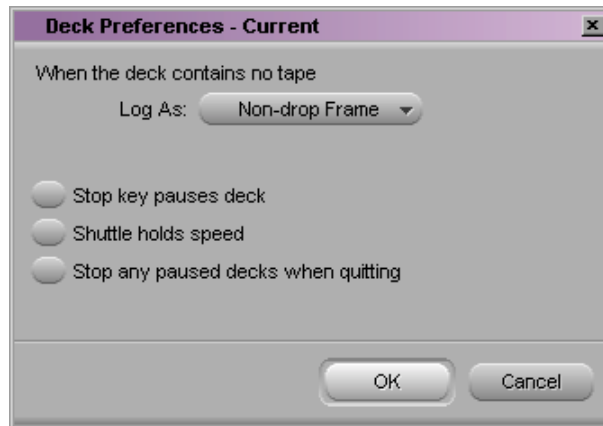 Deck Preferences - Current
When the deck contains no tape
Log As: Non-drop Frame
Stop key pauses deck
Shuttle holds speed
Stop any paused decks when quitting
OK Cancel